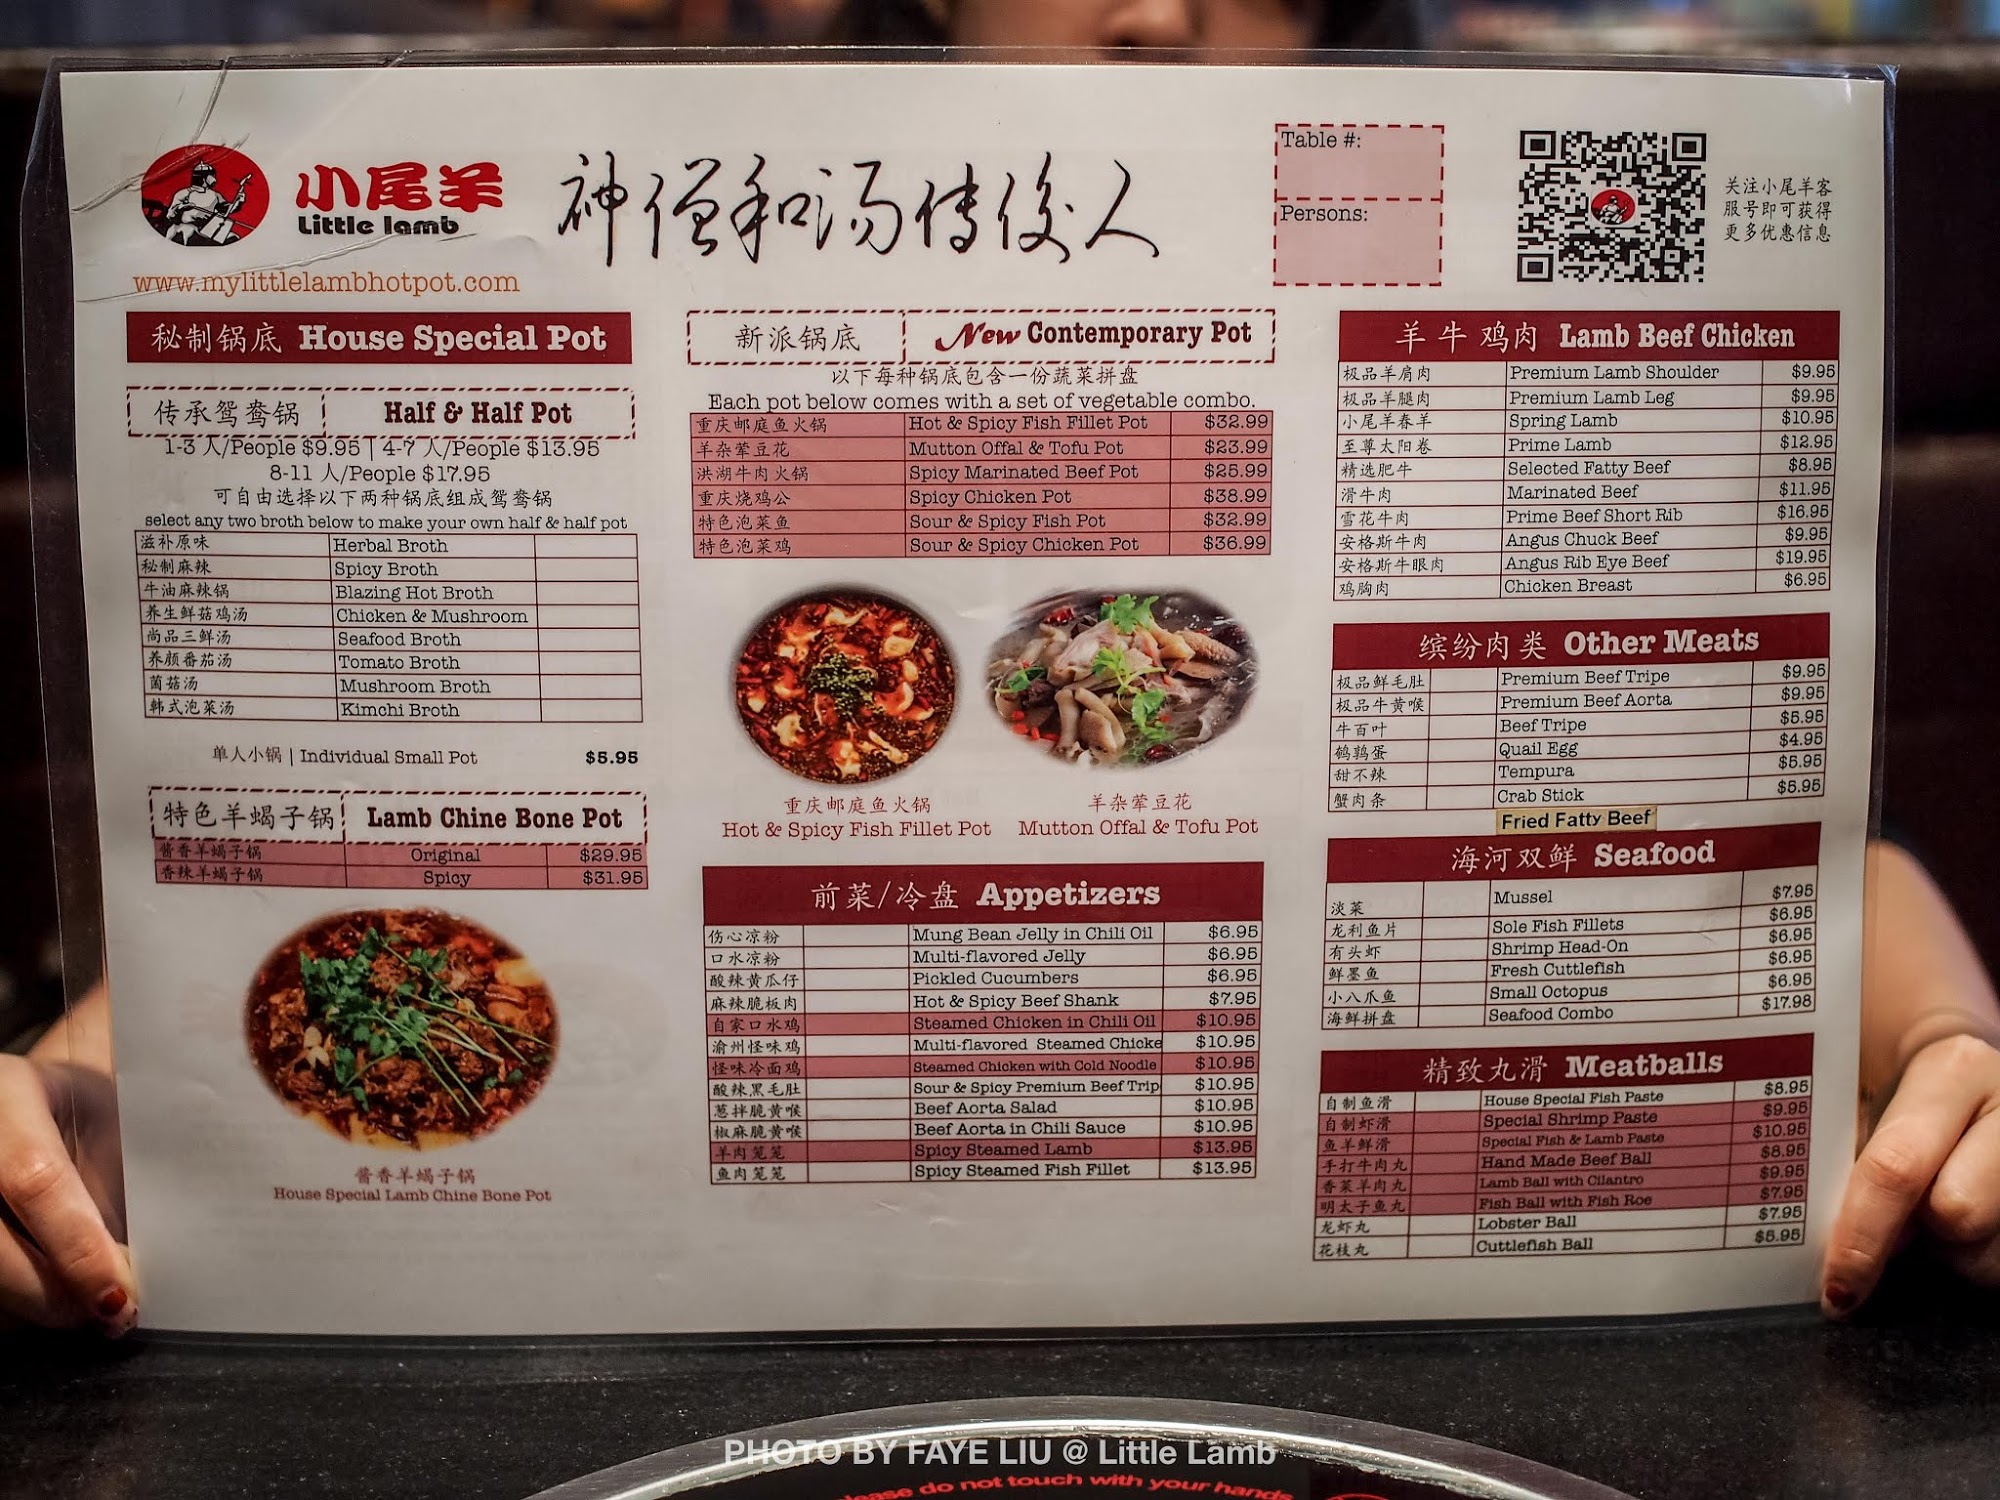 小尾羊
Little lamb
神僧和汤传后人
www.mylittlelambhotpot.com
Table #:
Persons:
关注小尾羊客
服号即可获得
更多优惠信息
秘制锅底 House Special Pot
传承鸳鸯锅 Half & Half Pot
1-3 人/People $9.95 | 4-7 人/People $13.95
8-11 人/People $17.95
可自由选择以下两种锅底组成鸳鸯锅
select any two broth below to make your own half & half pot
滋补原味 Herbal Broth
秘制麻辣 Spicy Broth
牛油麻辣锅 Blazing Hot Broth
养生鲜菇鸡汤 Chicken & Mushroom
尚品三鲜汤 Seafood Broth
养颜番茄汤 Tomato Broth
菌菇汤 Mushroom Broth
韩式泡菜汤 Kimchi Broth
单人小锅 | Individual Small Pot $5.95
特色羊蝎子锅 Lamb Chine Bone Pot
酱香羊蝎子锅 Original $29.95
香辣羊蝎子锅 Spicy $31.95
酱香羊蝎子锅
House Special Lamb Chine Bone Pot
新派锅底 New Contemporary Pot
以下每种锅底包含一份蔬菜拼盘
Each pot below comes with a set of vegetable combo.
重庆邮庭鱼火锅 Hot & Spicy Fish Fillet Pot $32.99
羊杂荤豆花 Mutton Offal & Tofu Pot $23.99
洪湖牛肉火锅 Spicy Marinated Beef Pot $25.99
重庆烧鸡公 Spicy Chicken Pot $38.99
特色泡菜鱼 Sour & Spicy Fish Pot $32.99
特色泡菜鸡 Sour & Spicy Chicken Pot $36.99
重庆邮庭鱼火锅
Hot & Spicy Fish Fillet Pot
羊杂荤豆花
Mutton Offal & Tofu Pot
前菜/冷盘 Appetizers
伤心凉粉 Mung Bean Jelly in Chili Oil $6.95
口水凉粉 Multi-flavored Jelly $6.95
酸辣黄瓜仔 Pickled Cucumbers $6.95
麻辣脆板肉 Hot & Spicy Beef Shank $7.95
自家口水鸡 Steamed Chicken in Chili Oil $10.95
渝州怪味鸡 Multi-flavored Steamed Chicke $10.95
怪味冷面鸡 Steamed Chicken with Cold Noodle $10.95
酸辣黑毛肚 Sour & Spicy Premium Beef Trip $10.95
葱拌脆黄喉 Beef Aorta Salad $10.95
椒麻脆黄喉 Beef Aorta in Chili Sauce $10.95
羊肉笼笼 Spicy Steamed Lamb $13.95
鱼肉笼笼 Spicy Steamed Fish Fillet $13.95
羊 牛 鸡肉 Lamb Beef Chicken
极品羊肩肉 Premium Lamb Shoulder $9.95
极品羊腿肉 Premium Lamb Leg $9.95
小尾羊春羊 Spring Lamb $10.95
至尊太阳卷 Prime Lamb $12.95
精选肥牛 Selected Fatty Beef $8.95
滑牛肉 Marinated Beef $11.95
雪花牛肉 Prime Beef Short Rib $16.95
安格斯牛肉 Angus Chuck Beef $9.95
安格斯牛眼肉 Angus Rib Eye Beef $19.95
鸡胸肉 Chicken Breast $6.95
缤纷肉类 Other Meats
极品鲜毛肚 Premium Beef Tripe $9.95
极品牛黄喉 Premium Beef Aorta $9.95
牛百叶 Beef Tripe $5.95
鹌鹑蛋 Quail Egg $4.95
甜不辣 Tempura $5.95
蟹肉条 Crab Stick $5.95
Fried Fatty Beef
海河双鲜 Seafood
淡菜 Mussel $7.95
龙利鱼片 Sole Fish Fillets $6.95
有头虾 Shrimp Head-On $6.95
鲜墨鱼 Fresh Cuttlefish $6.95
小八爪鱼 Small Octopus $6.95
海鲜拼盘 Seafood Combo $17.98
精致丸滑 Meatballs
自制鱼滑 House Special Fish Paste $8.95
自制虾滑 Special Shrimp Paste $9.95
鱼羊鲜滑 Special Fish & Lamb Paste $10.95
手打牛肉丸 Hand Made Beef Ball $8.95
香菜羊肉丸 Lamb Ball with Cilantro $9.95
明太子鱼丸 Fish Ball with Fish Roe $7.95
龙虾丸 Lobster Ball $7.95
花枝丸 Cuttlefish Ball $5.95
PHOTO BY FAYE LIU @ Little Lamb
please do not touch with your hands